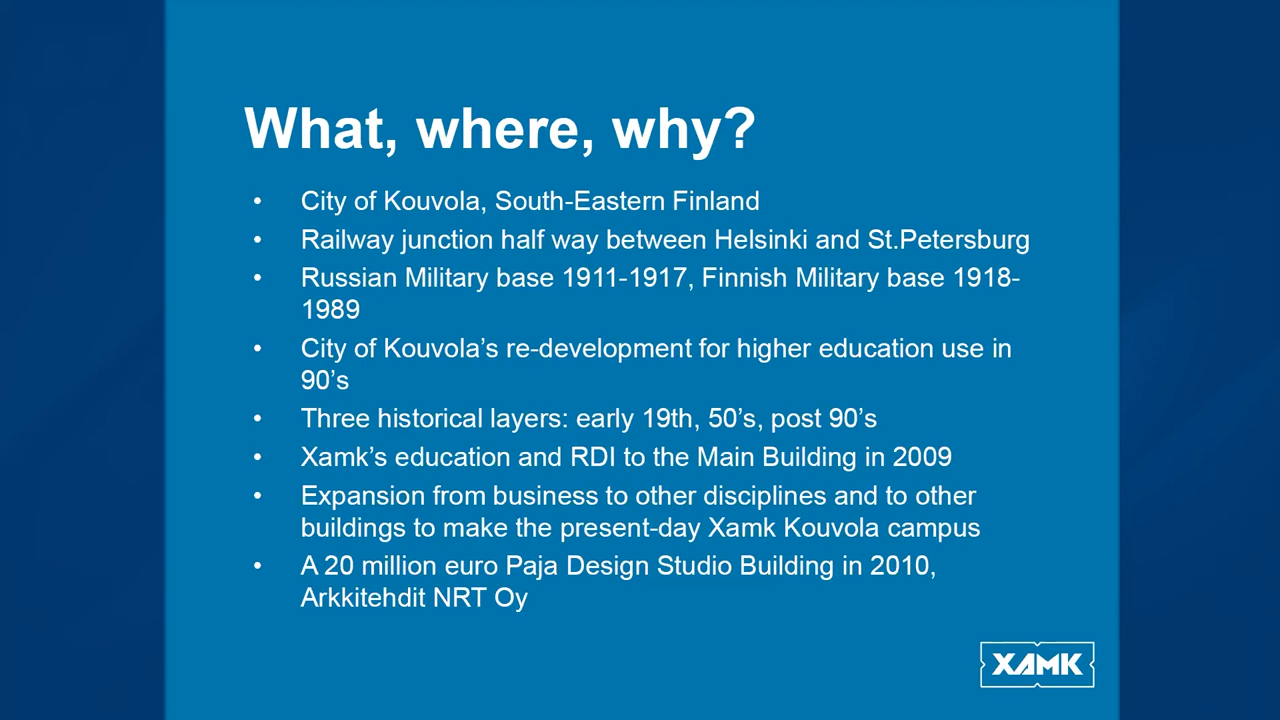 What, where, why?
• City of Kouvola, South-Eastern Finland
• Railway junction half way between Helsinki and St.Petersburg
• Russian Military base 1911-1917, Finnish Military base 1918-
1989
• City of Kouvola’s re-development for higher education use in
90’s
• Three historical layers: early 19th, 50’s, post 90’s
• Xamk’s education and RDI to the Main Building in 2009
• Expansion from business to other disciplines and to other
buildings to make the present-day Xamk Kouvola campus
• A 20 million euro Paja Design Studio Building in 2010,
Arkkitehdit NRT Oy
XAMK